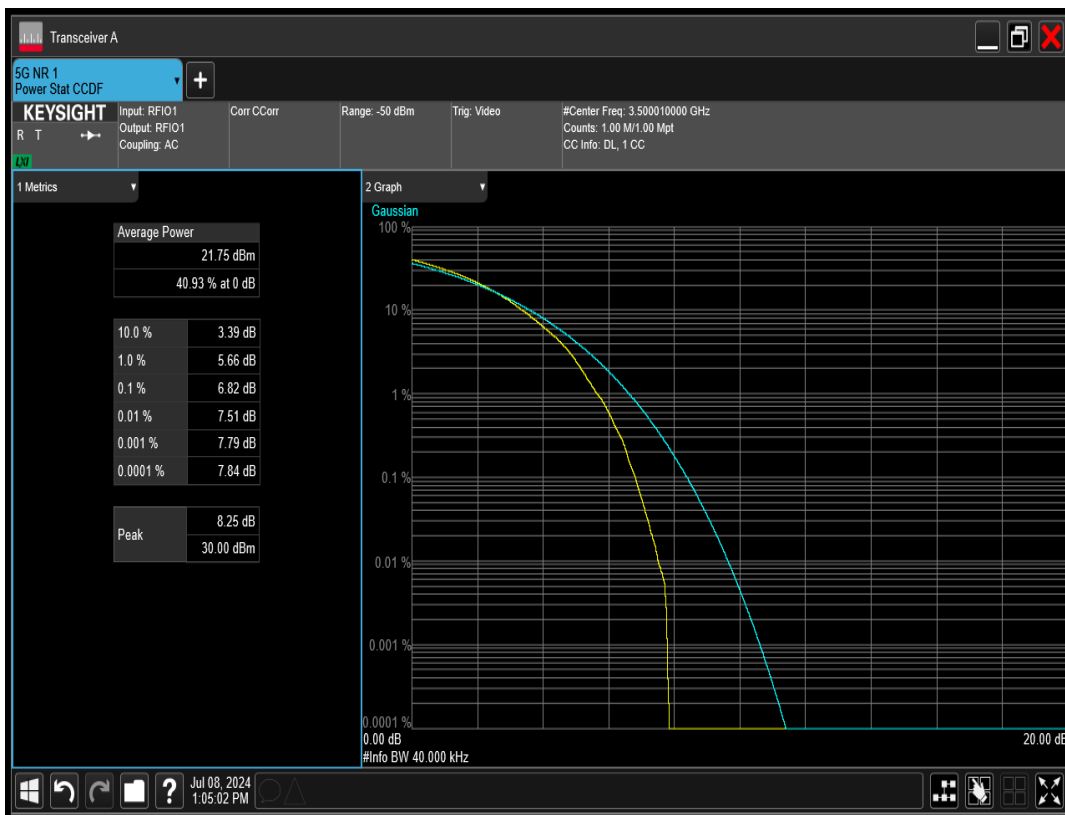 Transceiver A
5G NR 1
Power Stat CCDF
+
KEYSIGHT
R T
LXI
Input: RFIO1
Output: RFIO1
Coupling: AC
Corr CCorr
Range: -50 dBm
Trig: Video
#Center Freq: 3.500010000 GHz
Counts: 1.00 M/1.00 Mpt
CC Info: DL, 1 CC
1 Metrics
Average Power
21.75 dBm
40.93 % at 0 dB
10.0 % 3.39 dB
1.0 % 5.66 dB
0.1 % 6.82 dB
0.01 % 7.51 dB
0.001 % 7.79 dB
0.0001 % 7.84 dB
Peak
8.25 dB
30.00 dBm
2 Graph
Gaussian
100 %
10 %
1 %
0.1 %
0.01 %
0.001 %
0.0001 %
0.00 dB
20.00 dB
#Info BW 40.000 kHz
?
Jul 08, 2024
1:05:02 PM